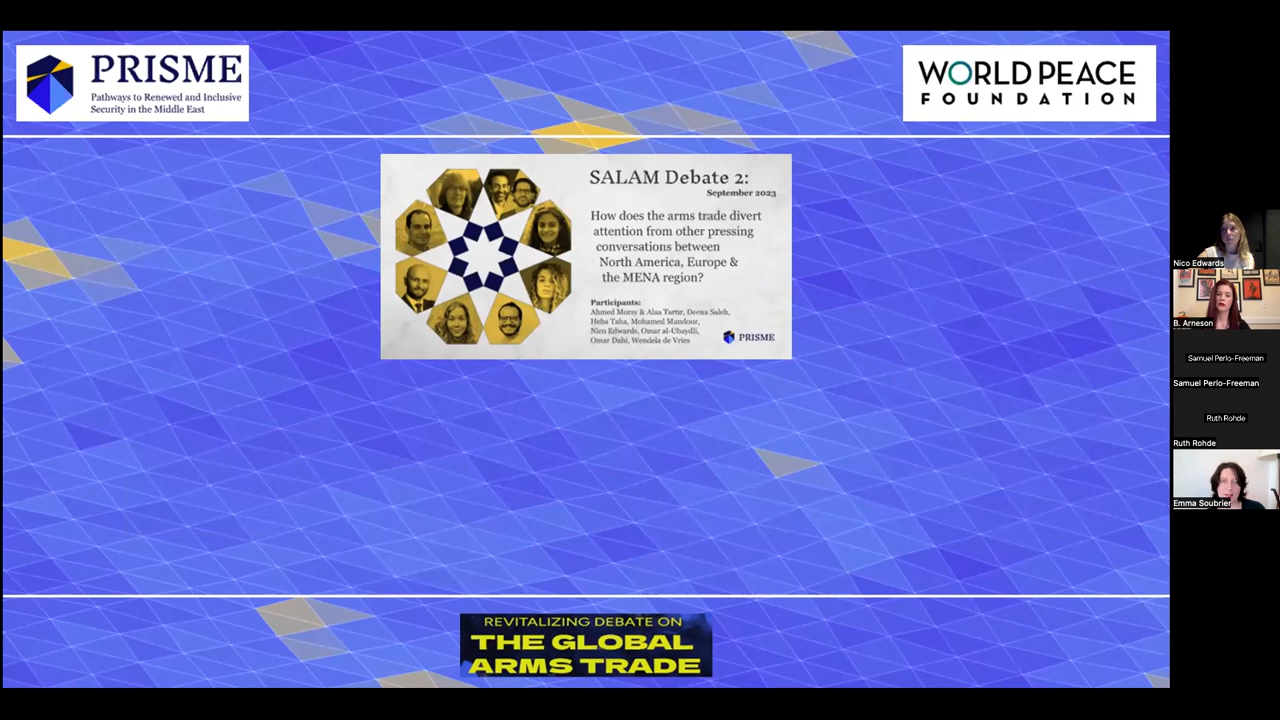 PRISME
Pathways to Renewed and Inclusive
Security in the Middle East
WORLD PEACE
FOUNDATION
SALAM Debate 2:
September 2023
How does the arms trade divert
attention from other pressing
conversations between
North America, Europe &
the MENA region?
Participants:
Ahmed Morsy & Alaa Tartir, Deena Saleh,
Heba Taha, Mohamed Mandour,
Nico Edwards, Omar al-Ubaydli,
Omar Dahi, Wendela de Vries
PRISME
REVITALIZING DEBATE ON
THE GLOBAL
ARMS TRADE
Nico Edwards
B. Arneson
Samuel Perlo-Freeman
Samuel Perlo-Freeman
Ruth Rohde
Ruth Rohde
Emma Soubrier